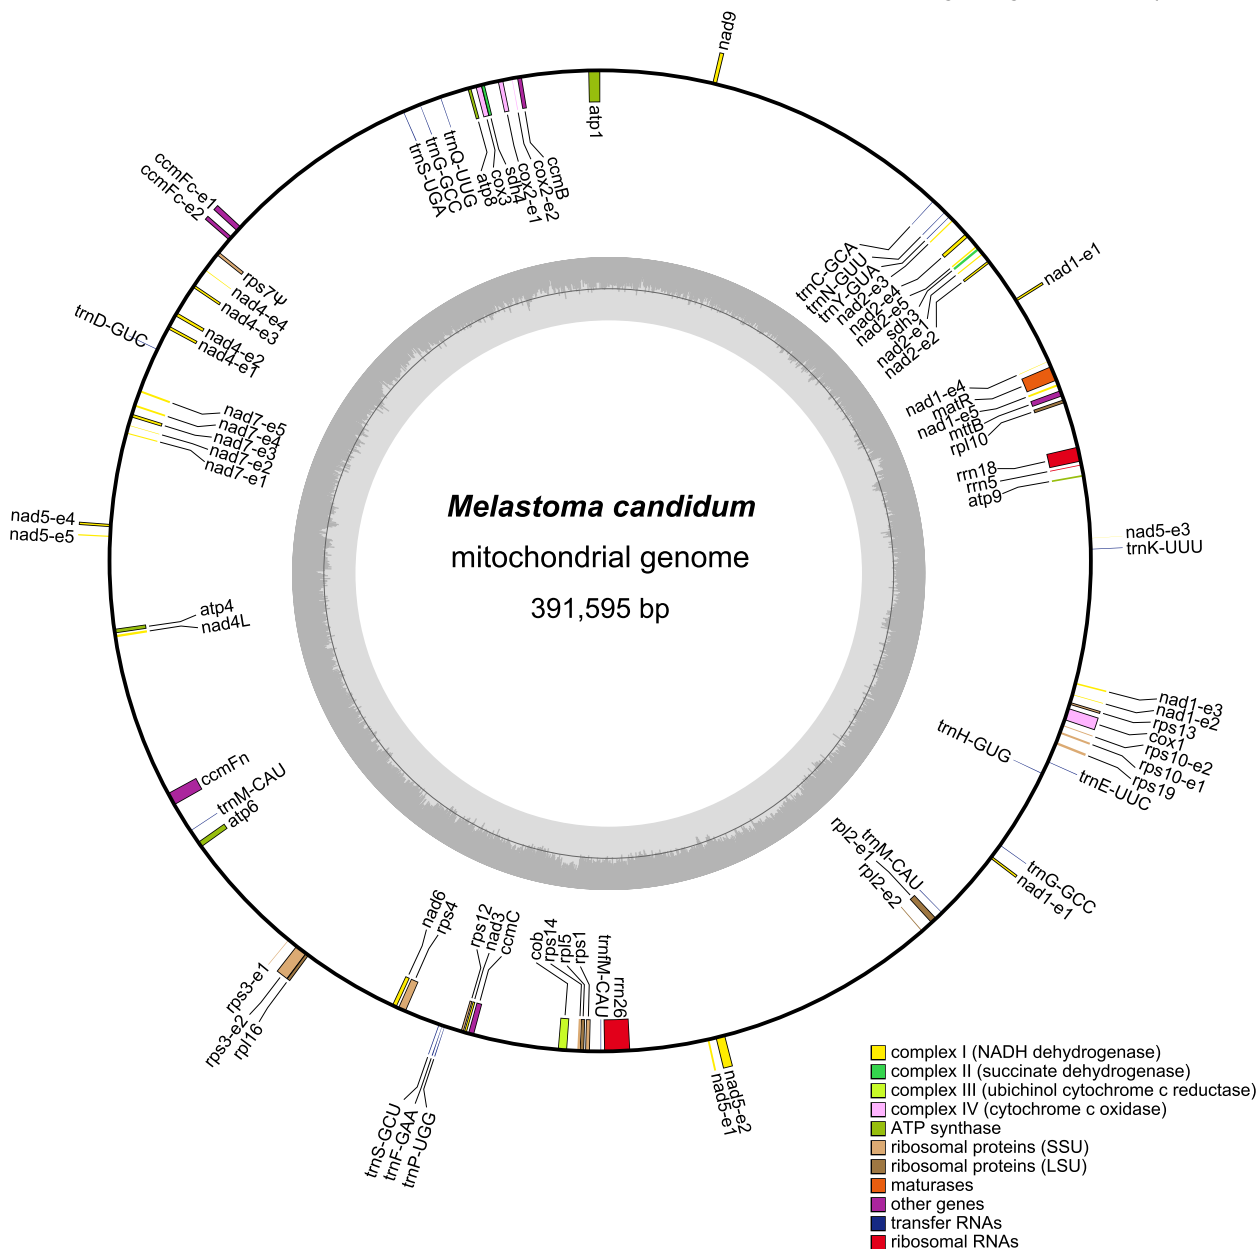 nad9
atp1
ccmB
cox2-e2
cox2-e1
sdh4
cox3
atp8
trnQ-UUG
trnG-GCC
trnS-UGA
ccmFc-e1
ccmFc-e2
rps7Ψ
nad4-e4
nad4-e3
nad4-e2
nad4-e1
trnD-GUC
nad7-e5
nad7-e4
nad7-e3
nad7-e2
nad7-e1
nad5-e4
nad5-e5
atp4
nad4L
ccmFn
trnM-CAU
atp6
rps3-e1
rps3-e2
rpl16
nad6
rps4
rps12
nad3
ccmC
trnS-GCU
trnF-GAA
trnP-UGG
cob
rps14
rpl5
rps1
trnfM-CAU
rrn26
nad5-e1
nad5-e2
rpl2-e2
rpl2-e1
trnM-CAU
nad1-e1
trnG-GCC
trnH-GUG
trnE-UUC
rps19
rps10-e1
rps10-e2
cox1
rps13
nad1-e2
nad1-e3
trnK-UUU
nad5-e3
atp9
rrn5
rrn18
rpl10
mttB
nad1-e5
matR
nad1-e4
nad1-e1
nad2-e2
nad2-e1
sdh3
nad2-e5
nad2-e4
nad2-e3
trnY-GUA
trnN-GUU
trnC-GCA
Melastoma candidum
mitochondrial genome
391,595 bp
complex I (NADH dehydrogenase)
complex II (succinate dehydrogenase)
complex III (ubichinol cytochrome c reductase)
complex IV (cytochrome c oxidase)
ATP synthase
ribosomal proteins (SSU)
ribosomal proteins (LSU)
maturases
other genes
transfer RNAs
ribosomal RNAs